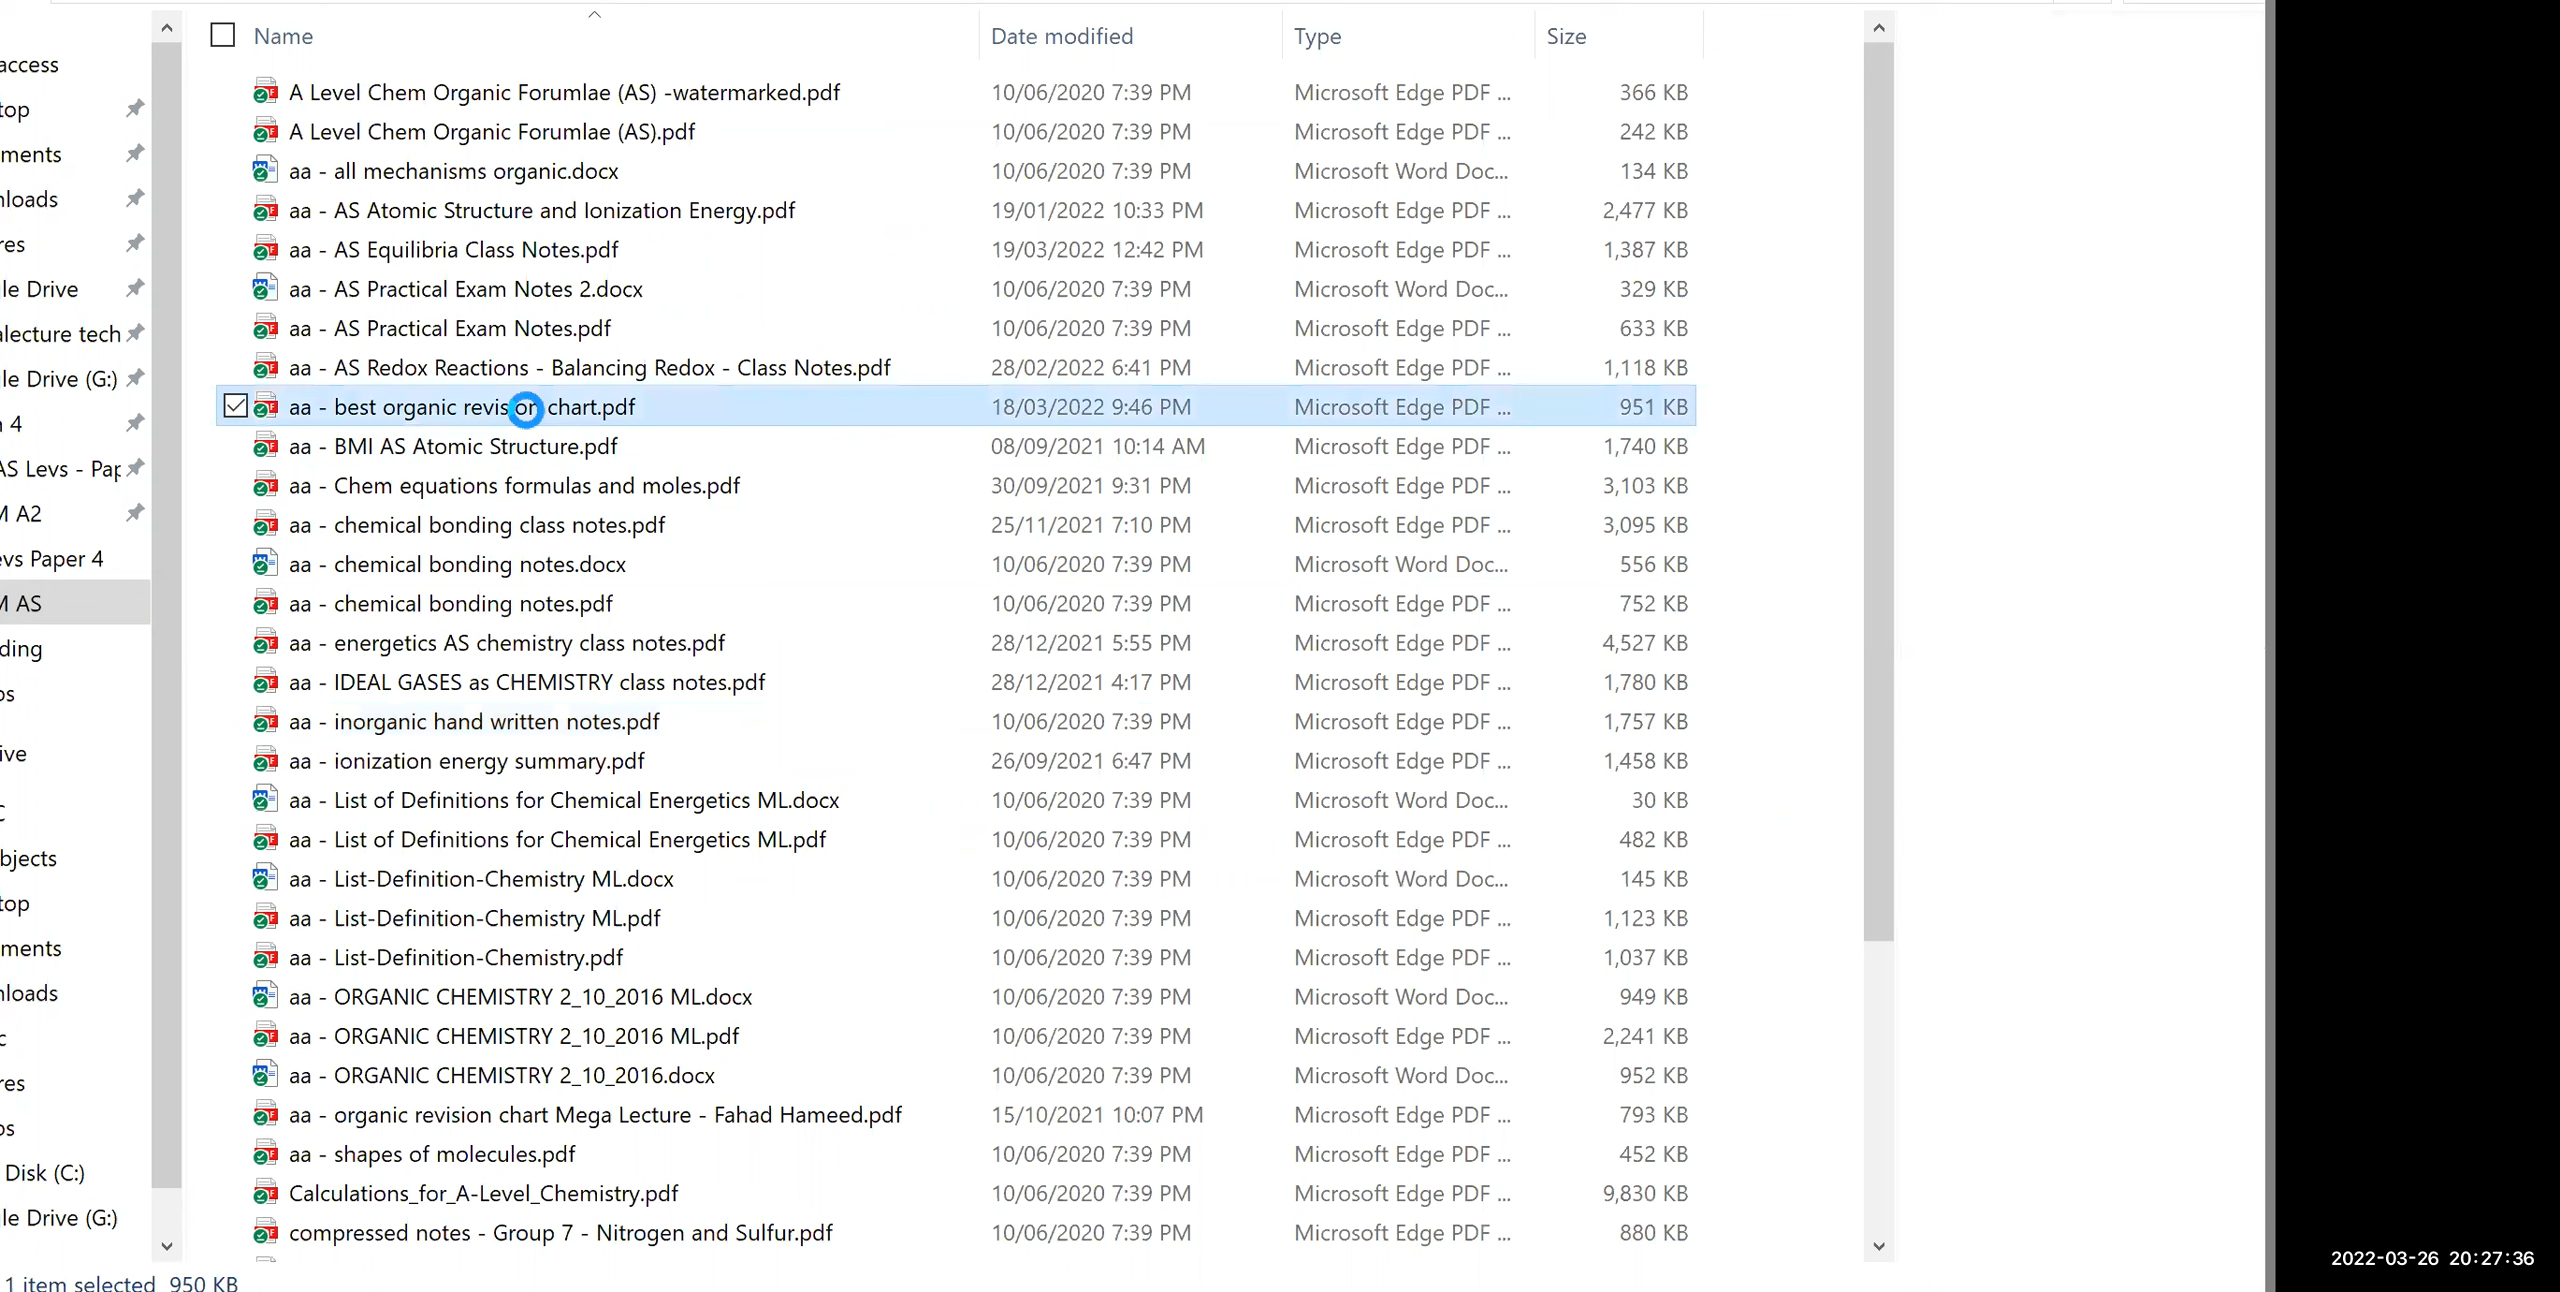 Name Date modified Type Size
access
top
ments
nloads
res
le Drive
alecture tech
le Drive (G:)
n 4
AS Levs - Pap
M A2
evs Paper 4
M AS
ding
os
ive
c
bjects
top
ments
nloads
c
res
os
Disk (C:)
le Drive (G:)
A Level Chem Organic Forumlae (AS) -watermarked.pdf 10/06/2020 7:39 PM Microsoft Edge PDF ... 366 KB
A Level Chem Organic Forumlae (AS).pdf 10/06/2020 7:39 PM Microsoft Edge PDF ... 242 KB
aa - all mechanisms organic.docx 10/06/2020 7:39 PM Microsoft Word Doc... 134 KB
aa - AS Atomic Structure and Ionization Energy.pdf 19/01/2022 10:33 PM Microsoft Edge PDF ... 2,477 KB
aa - AS Equilibria Class Notes.pdf 19/03/2022 12:42 PM Microsoft Edge PDF ... 1,387 KB
aa - AS Practical Exam Notes 2.docx 10/06/2020 7:39 PM Microsoft Word Doc... 329 KB
aa - AS Practical Exam Notes.pdf 10/06/2020 7:39 PM Microsoft Edge PDF ... 633 KB
aa - AS Redox Reactions - Balancing Redox - Class Notes.pdf 28/02/2022 6:41 PM Microsoft Edge PDF ... 1,118 KB
aa - best organic revision chart.pdf 18/03/2022 9:46 PM Microsoft Edge PDF ... 951 KB
aa - BMI AS Atomic Structure.pdf 08/09/2021 10:14 AM Microsoft Edge PDF ... 1,740 KB
aa - Chem equations formulas and moles.pdf 30/09/2021 9:31 PM Microsoft Edge PDF ... 3,103 KB
aa - chemical bonding class notes.pdf 25/11/2021 7:10 PM Microsoft Edge PDF ... 3,095 KB
aa - chemical bonding notes.docx 10/06/2020 7:39 PM Microsoft Word Doc... 556 KB
aa - chemical bonding notes.pdf 10/06/2020 7:39 PM Microsoft Edge PDF ... 752 KB
aa - energetics AS chemistry class notes.pdf 28/12/2021 5:55 PM Microsoft Edge PDF ... 4,527 KB
aa - IDEAL GASES as CHEMISTRY class notes.pdf 28/12/2021 4:17 PM Microsoft Edge PDF ... 1,780 KB
aa - inorganic hand written notes.pdf 10/06/2020 7:39 PM Microsoft Edge PDF ... 1,757 KB
aa - ionization energy summary.pdf 26/09/2021 6:47 PM Microsoft Edge PDF ... 1,458 KB
aa - List of Definitions for Chemical Energetics ML.docx 10/06/2020 7:39 PM Microsoft Word Doc... 30 KB
aa - List of Definitions for Chemical Energetics ML.pdf 10/06/2020 7:39 PM Microsoft Edge PDF ... 482 KB
aa - List-Definition-Chemistry ML.docx 10/06/2020 7:39 PM Microsoft Word Doc... 145 KB
aa - List-Definition-Chemistry ML.pdf 10/06/2020 7:39 PM Microsoft Edge PDF ... 1,123 KB
aa - List-Definition-Chemistry.pdf 10/06/2020 7:39 PM Microsoft Edge PDF ... 1,037 KB
aa - ORGANIC CHEMISTRY 2_10_2016 ML.docx 10/06/2020 7:39 PM Microsoft Word Doc... 949 KB
aa - ORGANIC CHEMISTRY 2_10_2016 ML.pdf 10/06/2020 7:39 PM Microsoft Edge PDF ... 2,241 KB
aa - ORGANIC CHEMISTRY 2_10_2016.docx 10/06/2020 7:39 PM Microsoft Word Doc... 952 KB
aa - organic revision chart Mega Lecture - Fahad Hameed.pdf 15/10/2021 10:07 PM Microsoft Edge PDF ... 793 KB
aa - shapes of molecules.pdf 10/06/2020 7:39 PM Microsoft Edge PDF ... 452 KB
Calculations_for_A-Level_Chemistry.pdf 10/06/2020 7:39 PM Microsoft Edge PDF ... 9,830 KB
compressed notes - Group 7 - Nitrogen and Sulfur.pdf 10/06/2020 7:39 PM Microsoft Edge PDF ... 880 KB
1 item selected 950 KB
2022-03-26 20:27:36